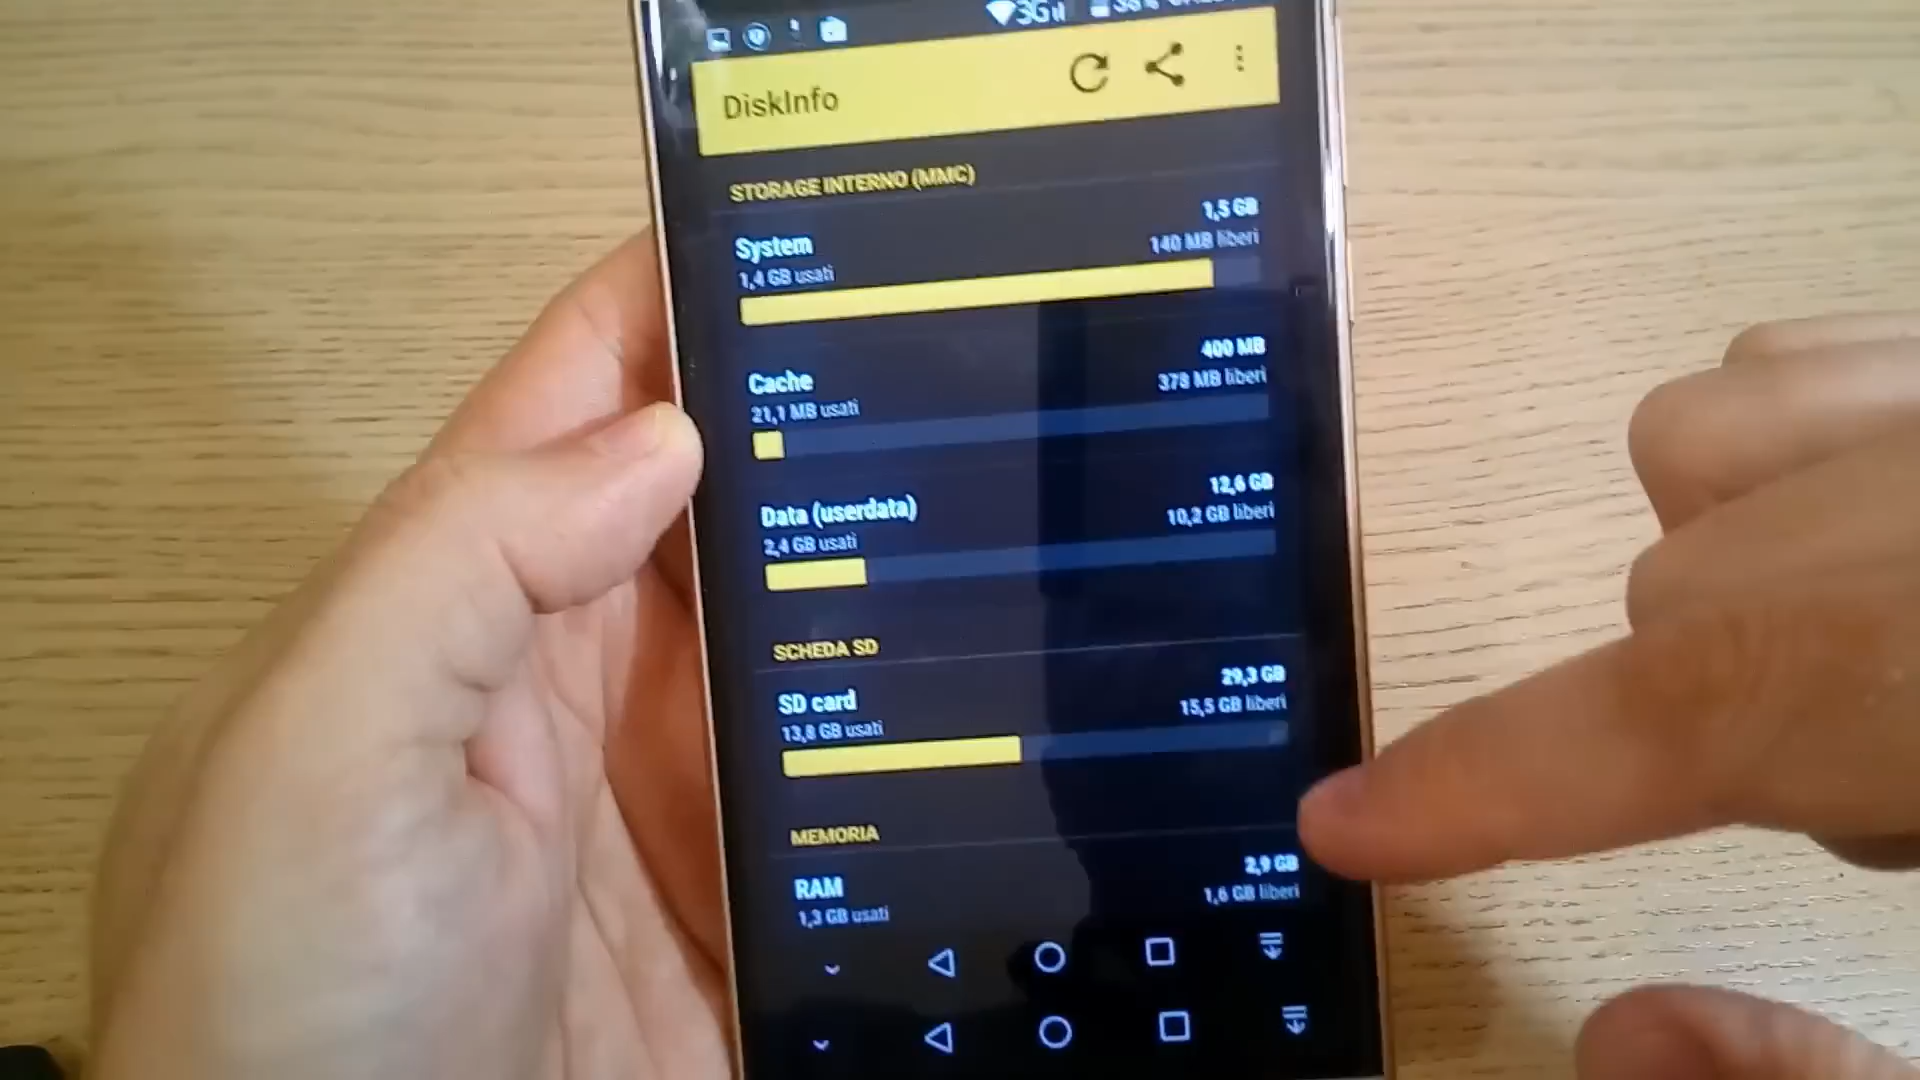 3G
DiskInfo
STORAGE INTERNO (MMC)
System
1,5 GB
1,4 GB usati
140 MB liberi
Cache
400 MB
21,1 MB usati
378 MB liberi
Data (userdata)
12,6 GB
2,4 GB usati
10,2 GB liberi
SCHEDA SD
SD card
29,3 GB
13,8 GB usati
15,5 GB liberi
MEMORIA
RAM
2,9 GB
1,3 GB usati
1,6 GB liberi